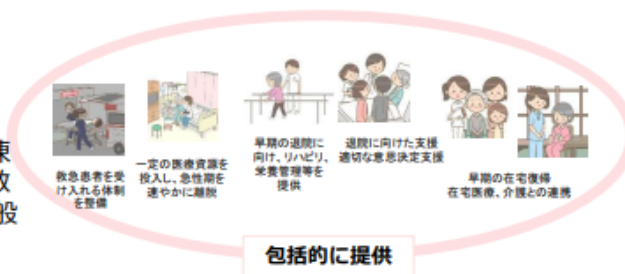 東
救
般
救急患者を受
け入れる体制
を整備
一定の医療資源を
投入し、急性期を
速やかに離脱
早期の退院に
向け、リハビリ、
栄養管理等を
提供
退院に向けた支援
適切な意思決定支援
早期の在宅復帰
在宅医療、介護との連携
包括的に提供